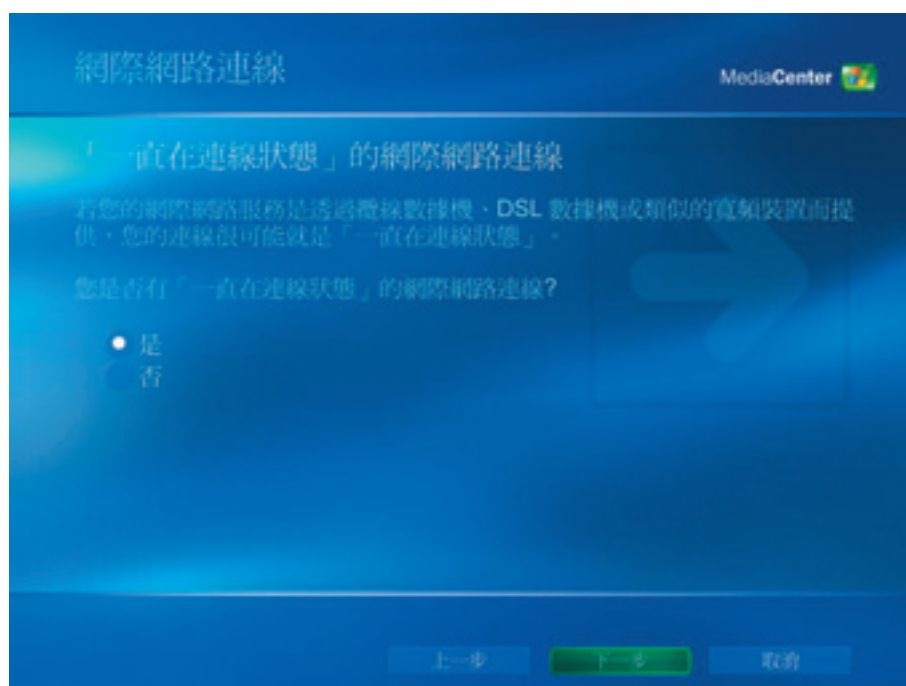 網際網路連線
MediaCenter
「一直在連線狀態」的網際網路連線
若您的網際網路服務是透過纜線數據機、DSL 數據機或類似的寬頻裝置而提
供,您的連線很可能就是「一直在連線狀態」。
您是否有「一直在連線狀態」的網際網路連線?
是
否
上一步
下一步
取消